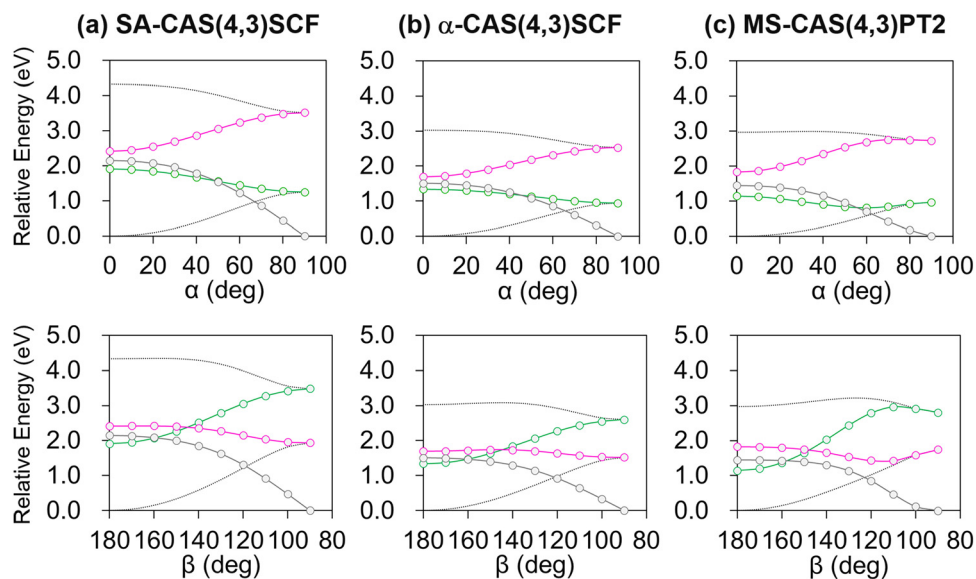 (a) SA-CAS(4,3)SCF
(b) α-CAS(4,3)SCF
(c) MS-CAS(4,3)PT2
Relative Energy (eV)
5.0
4.0
3.0
2.0
1.0
0.0
0 20 40 60 80 100
α (deg)
5.0
4.0
3.0
2.0
1.0
0.0
0 20 40 60 80 100
α (deg)
5.0
4.0
3.0
2.0
1.0
0.0
0 20 40 60 80 100
α (deg)
Relative Energy (eV)
5.0
4.0
3.0
2.0
1.0
0.0
180 160 140 120 100 80
β (deg)
5.0
4.0
3.0
2.0
1.0
0.0
180 160 140 120 100 80
β (deg)
5.0
4.0
3.0
2.0
1.0
0.0
180 160 140 120 100 80
β (deg)